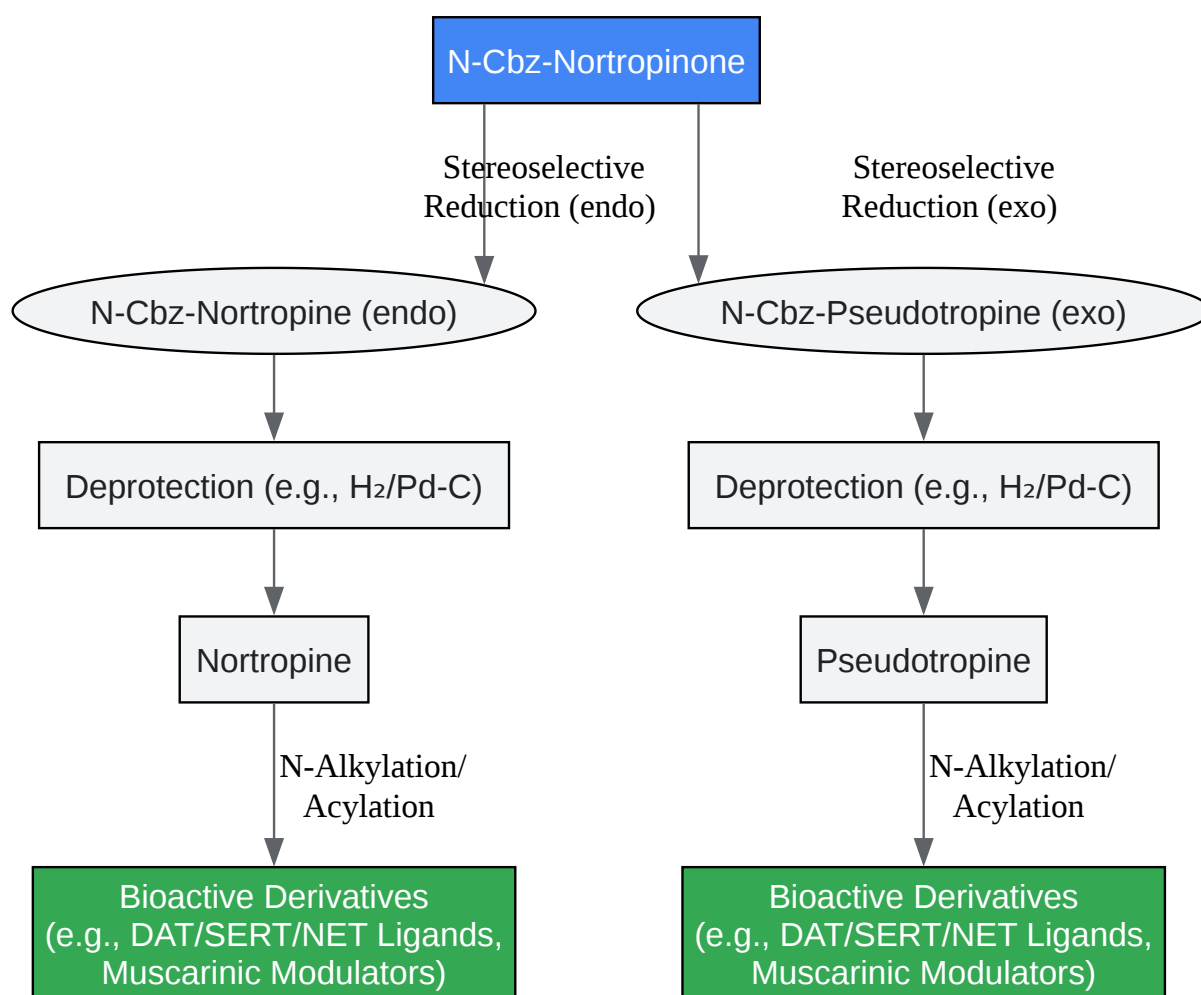 N-Cbz-Nortropinone
Stereoselective
Reduction (endo)
Stereoselective
Reduction (exo)
N-Cbz-Nortropine (endo)
N-Cbz-Pseudotropine (exo)
Deprotection (e.g., H₂/Pd-C)
Deprotection (e.g., H₂/Pd-C)
Nortropine
Pseudotropine
N-Alkylation/
Acylation
N-Alkylation/
Acylation
Bioactive Derivatives
(e.g., DAT/SERT/NET Ligands,
Muscarinic Modulators)
Bioactive Derivatives
(e.g., DAT/SERT/NET Ligands,
Muscarinic Modulators)